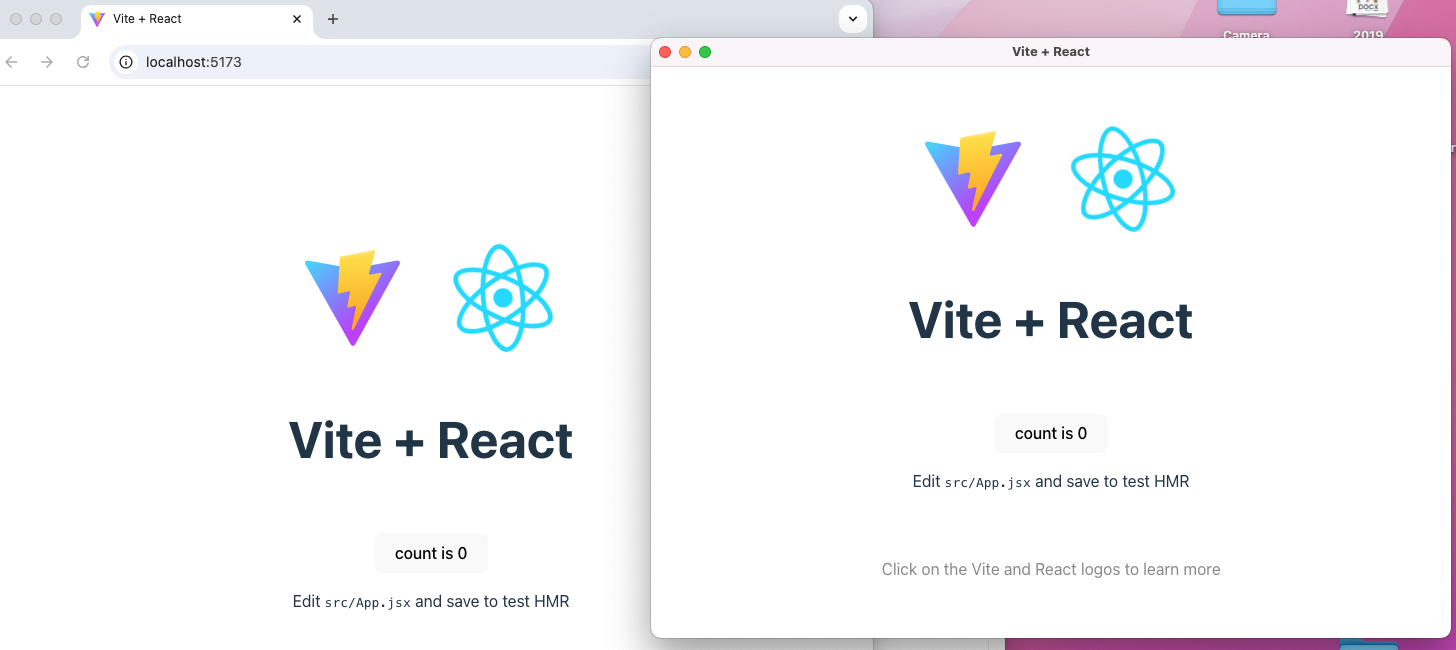 Vite + React
localhost:5173
Vite + React
count is 0
Edit src/App.jsx and save to test HMR
Camera
2019
DOCX
Vite + React
Vite + React
count is 0
Edit src/App.jsx and save to test HMR
Click on the Vite and React logos to learn more